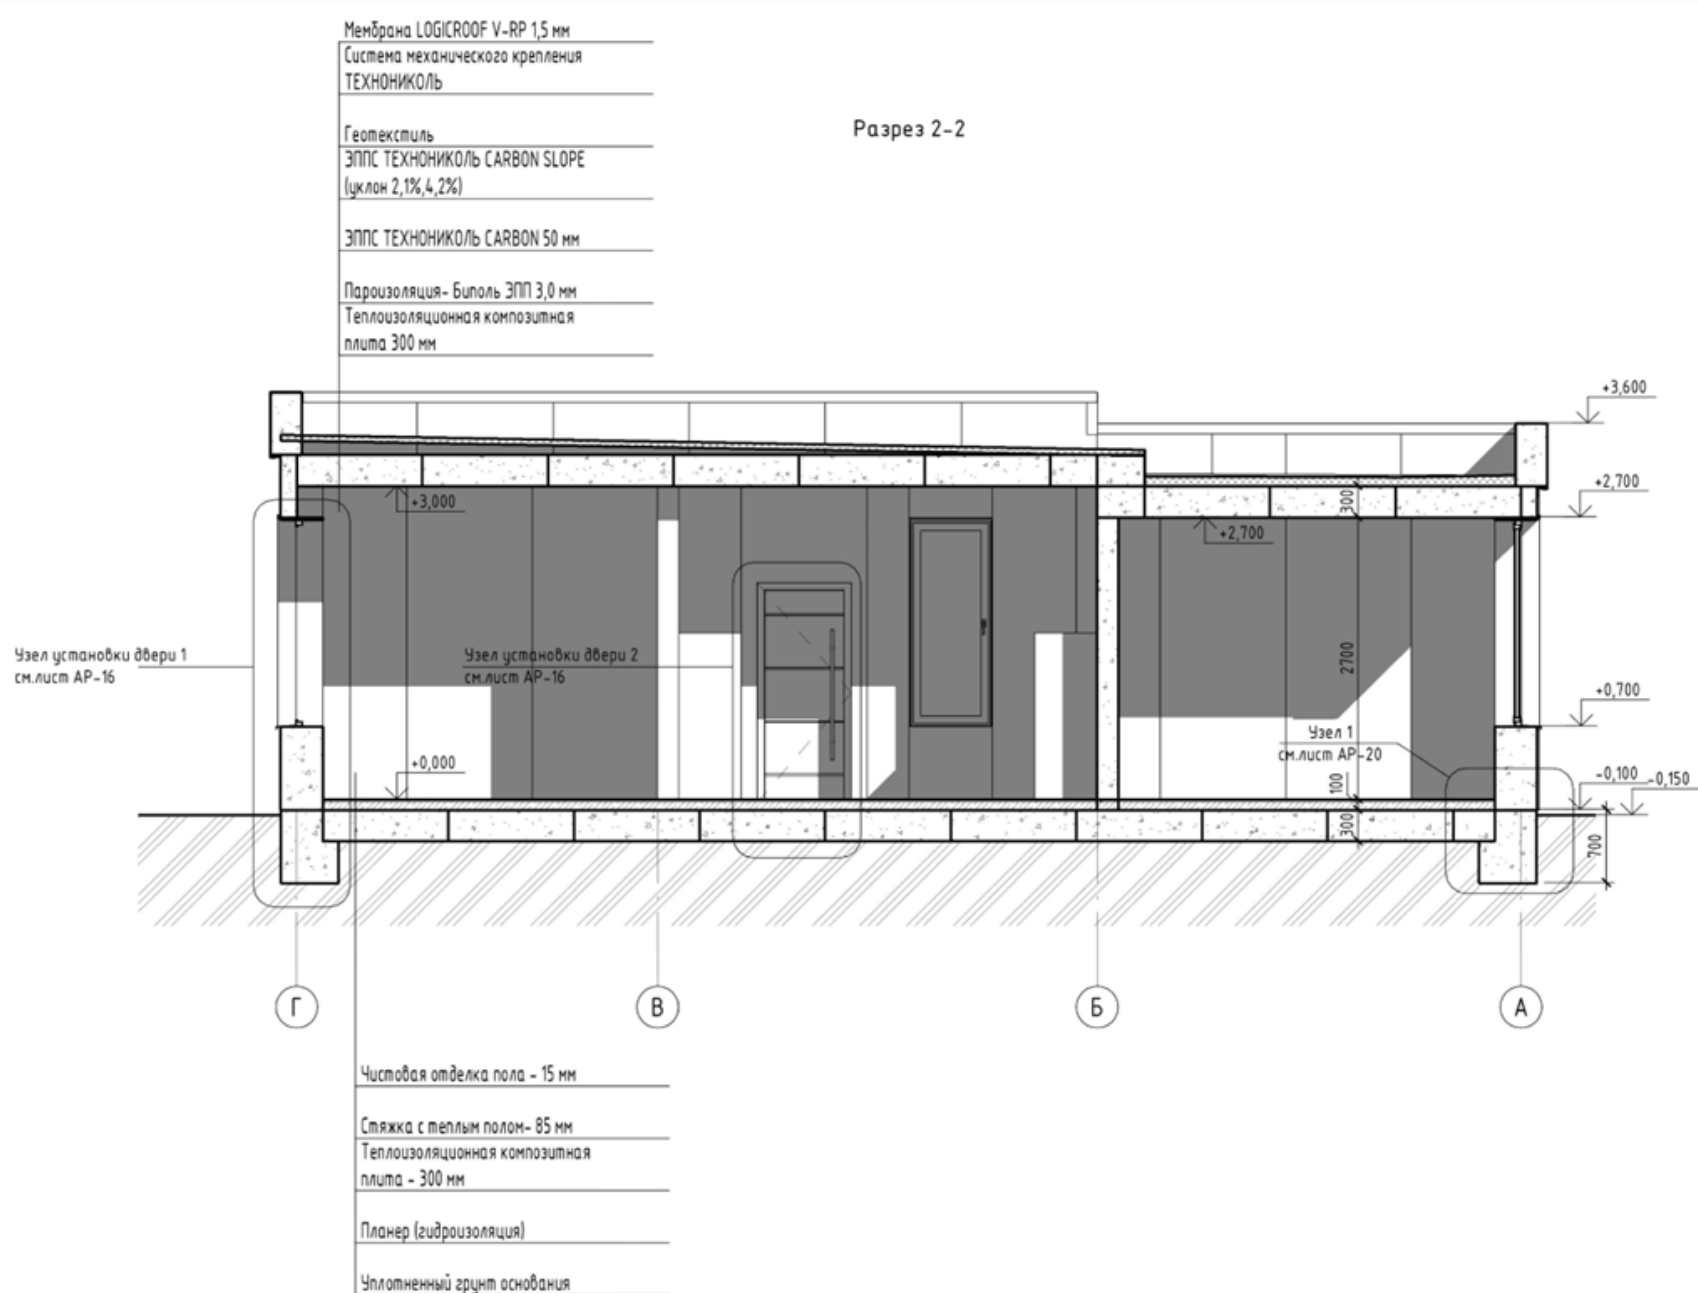 Мембрана LOGICROOF V-RP 1,5 мм
Система механического крепления
ТЕХНОНИКОЛЬ
Геотекстиль
ЭППС ТЕХНОНИКОЛЬ CARBON SLOPE
(уклон 2,1%,4,2%)
ЭППС ТЕХНОНИКОЛЬ CARBON 50 мм
Пароизоляция- Биполь ЭПП 3,0 мм
Теплоизоляционная композитная
плита 300 мм
Разрез 2-2
+3,600
+3,000
300
+2,700
+2,700
Узел установки двери 1
см.лист АР-16
Узел установки двери 2
см.лист АР-16
2700
+0,700
Узел 1
см.лист АР-20
+0,000
100
-0,100
-0,150
300
700
Г
В
Б
А
Чистовая отделка пола - 15 мм
Стяжка с теплым полом- 85 мм
Теплоизоляционная композитная
плита - 300 мм
Планер (гидроизоляция)
Уплотненный грунт основания